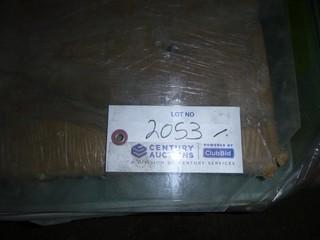 LOT NO
2053 /.
CENTURY AUCTIONS
POWERED BY
ClubBid
A DIVISION OF CENTURY SERVICES